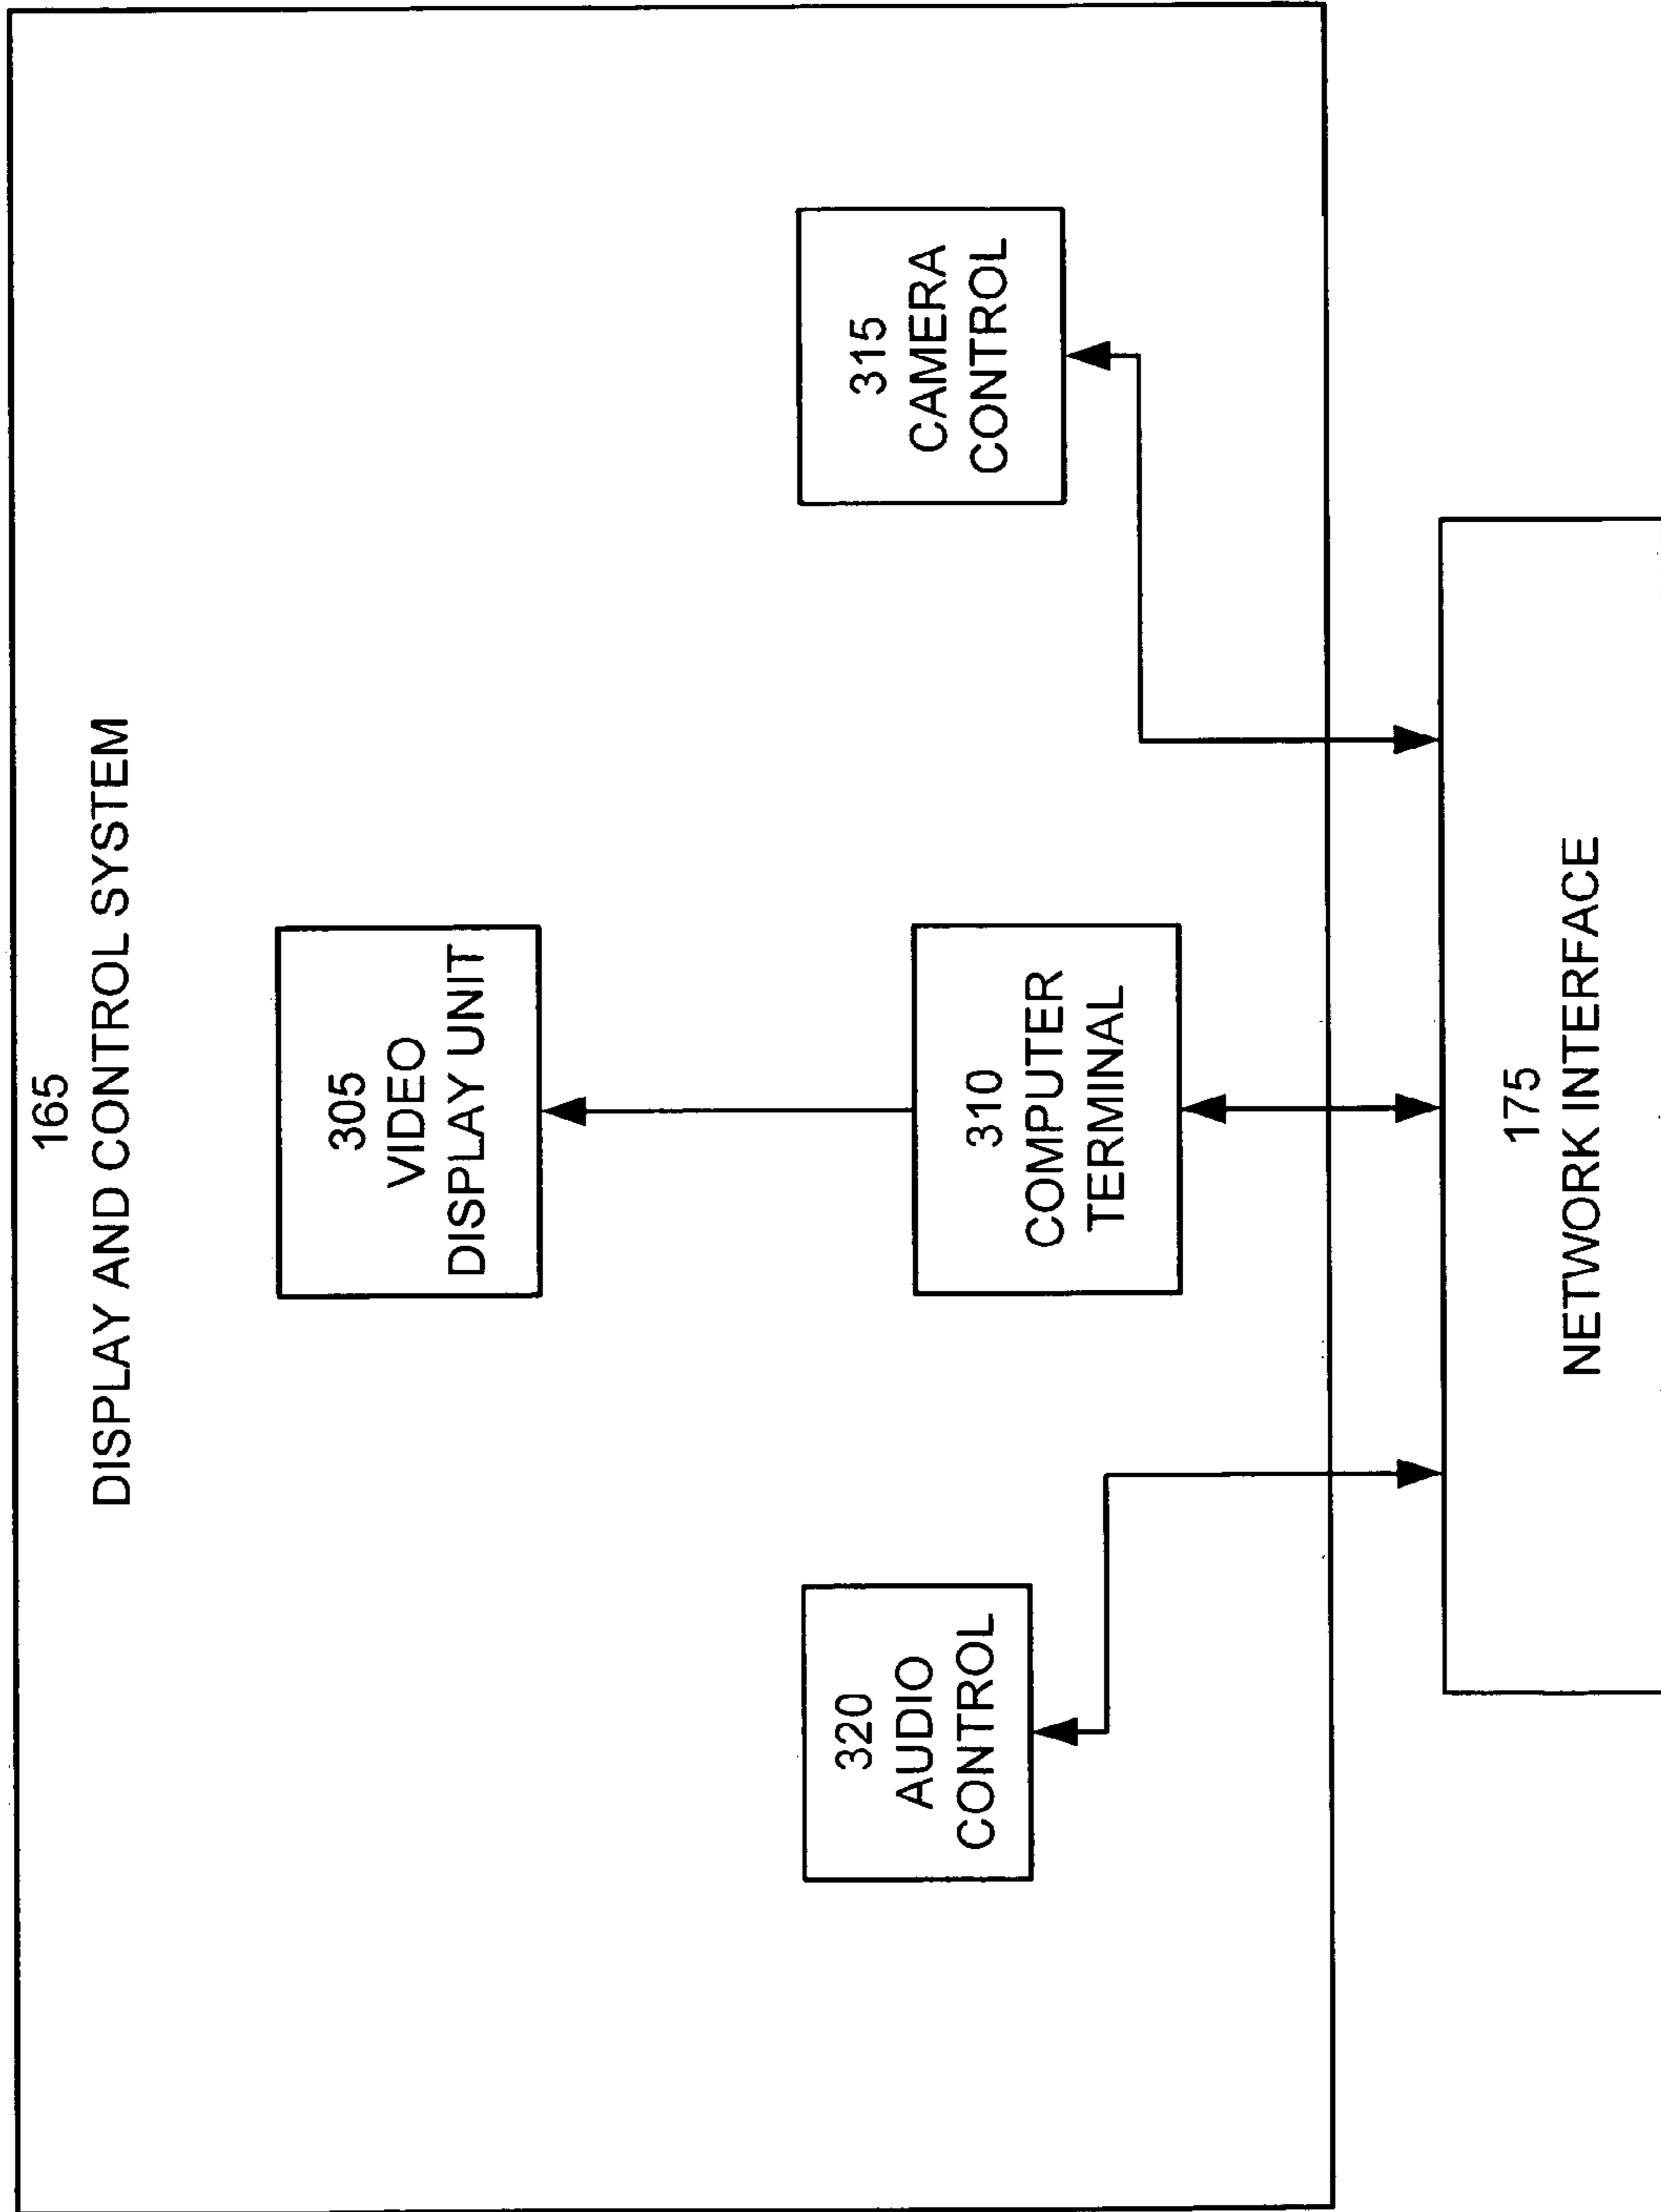 165
DISPLAY AND CONTROL SYSTEM
305
VIDEO
DISPLAY UNIT
320
AUDIO
CONTROL
310
COMPUTER
TERMINAL
315
CAMERA
CONTROL
175
NETWORK INTERFACE